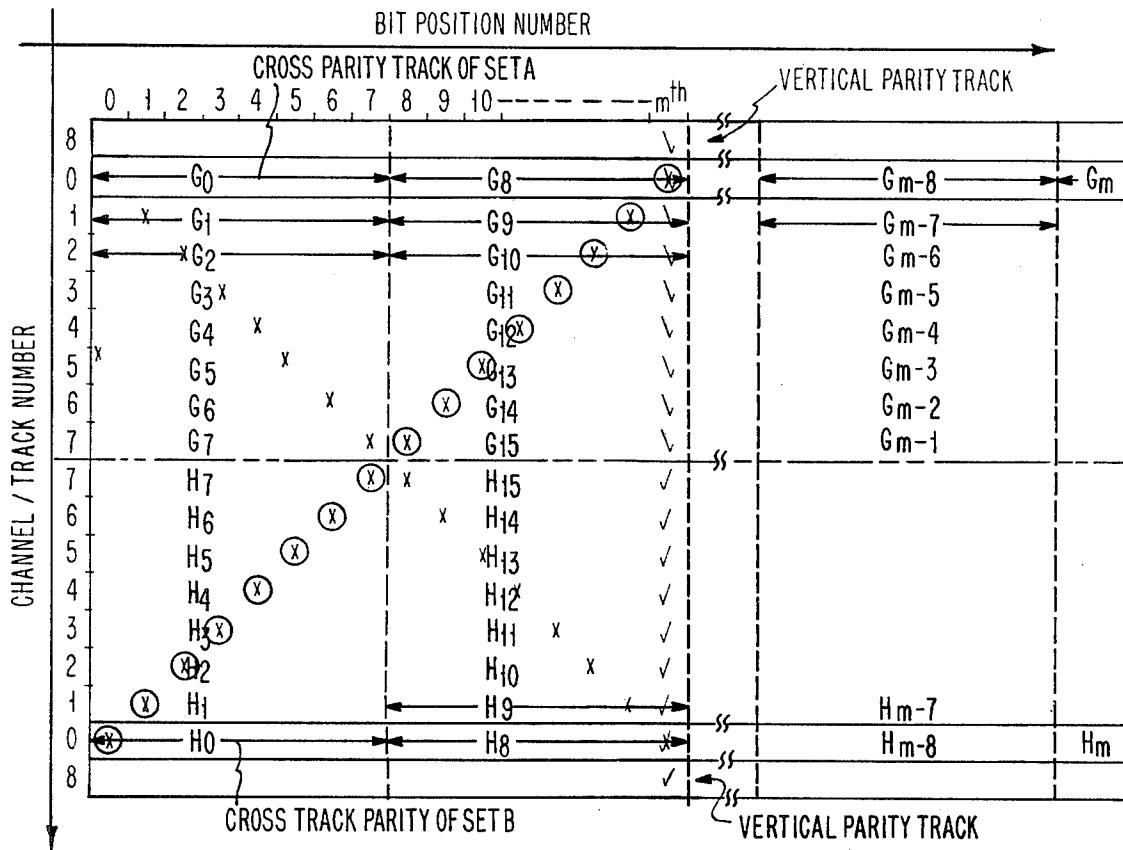 BIT POSITION NUMBER
CROSS PARITY TRACK OF SET A
VERTICAL PARITY TRACK
0 1 2 3 4 5 6 7 8 9 10 mth
8
0 G0 G8 Gm-8 Gm
1 x G1 G9 x Gm-7
2 x G2 G10 x Gm-6
3 G3 x G11 x Gm-5
4 G4 x G12 x Gm-4
x
5 G5 x G13 x Gm-3
6 G6 x x G14 Gm-2
7 G7 x x G15 Gm-1
7 H7 x x H15
6 H6 x x H14
5 H5 x x H13
4 x H4 H12 x
3 H3 x H11 x
2 x H2 H10 x
1 x H1 H9 x Hm-7
0 x H0 H8 x Hm-8 Hm
8
CHANNEL / TRACK NUMBER
CROSS TRACK PARITY OF SET B
VERTICAL PARITY TRACK